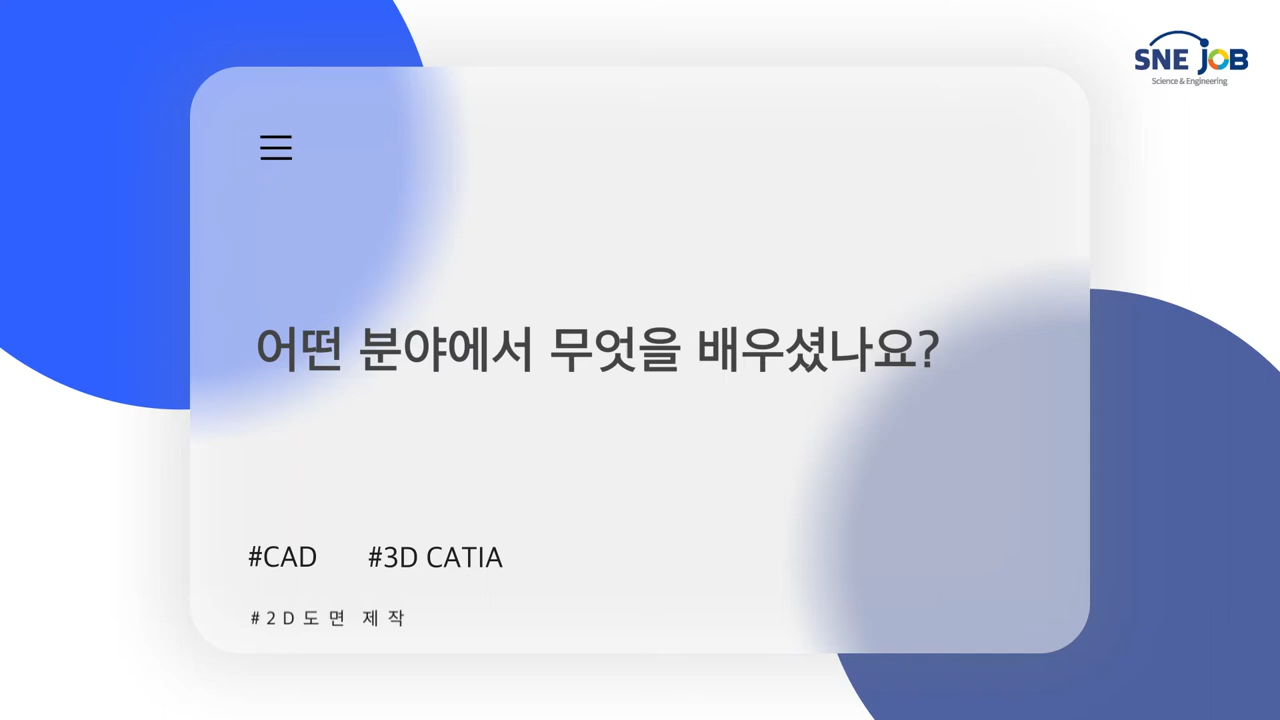 SNE JOB
Science & Engineering
어떤 분야에서 무엇을 배우셨나요?
#CAD #3D CATIA
#2D도면 제작